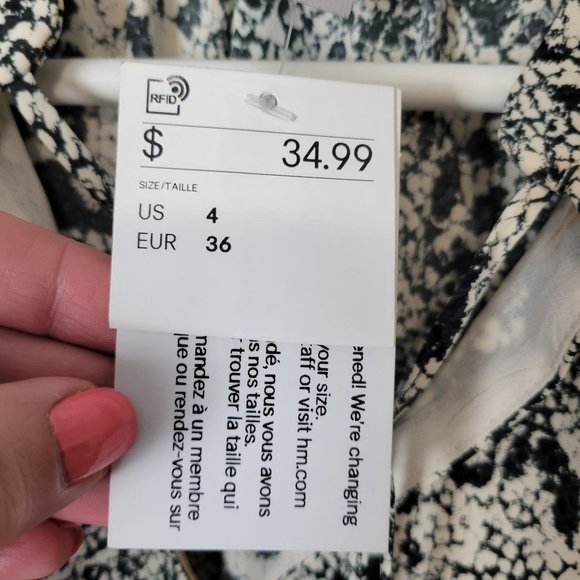 RFID
$ 34.99
SIZE/TAILLE
US 4
EUR 36
ened! We're changing
your size.
aff or visit hm.com
dé, nous vous avons
s nos tailles.
trouver la taille qui
mandez à un membre
que ou rendez-vous sur